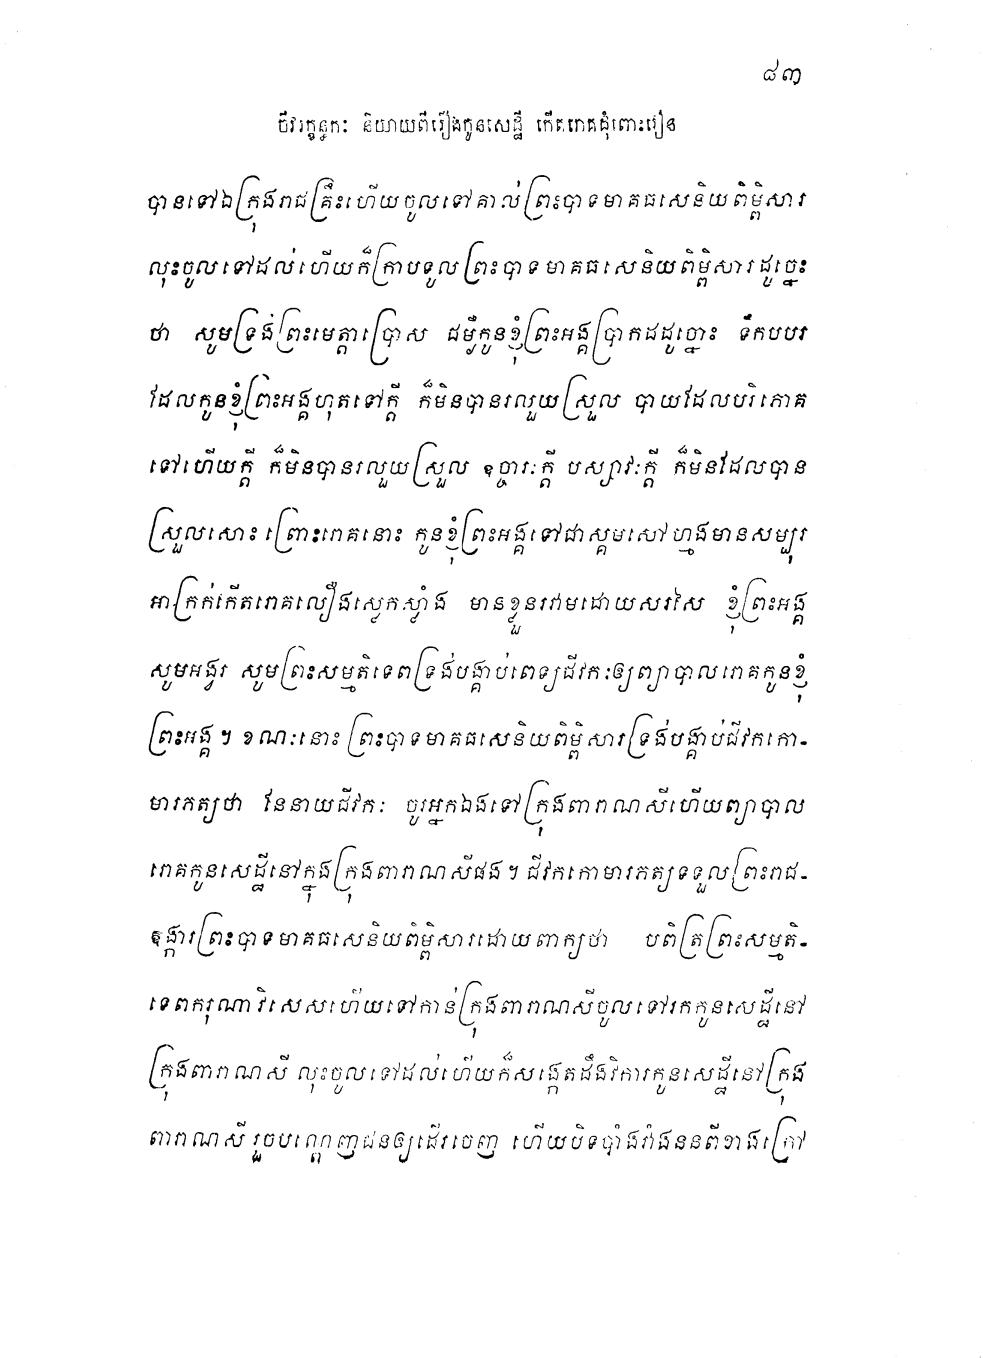 ៨៣
ចីវរក្ខន្ធកៈ និយាយពីរឿងកូនសេដ្ឋី កើតរោគដុំពោះរៀន
បានទៅឯក្រុងរាជគ្រឹះហើយចូលទៅគាល់ព្រះបាទមាគធសេនិយពិម្ពិសារ
លុះចូលទៅដល់ហើយក៏ក្រាបទូលព្រះបាទមាគធសេនិយពិម្ពិសារដូច្នេះ
ថា សូមទ្រង់ព្រះមេត្តាប្រោស ដម្លឺកូនខ្ញុំព្រះអង្គប្រាកដដូច្នោះ ទឹកបបរ
ដែលកូនខ្ញុំព្រះអង្គហុតទៅក្តី ក៏មិនបានរលួយស្រួល បាយដែលបរិភោគ
ទៅហើយក្តី ក៏មិនបានរលួយស្រួល ឧច្ចារៈក្តី បស្សាវៈក្តី ក៏មិនដែលបាន
ស្រួលសោះ ព្រោះរោគនោះ កូនខ្ញុំព្រះអង្គទៅជាស្គមសៅហ្មងមានសម្បុរ
អាក្រក់កើតរោគលឿងស្លេកស្លាំង មានខ្លួនរវាមដោយសរសៃ ខ្ញុំព្រះអង្គ
សូមអង្វរ សូមព្រះសម្មតិទេពទ្រង់បង្គាប់ពេទ្យជីវកៈឲ្យព្យាបាលរោគកូនខ្ញុំ
ព្រះអង្គ ។ ខណៈនោះ ព្រះបាទមាគធសេនិយពិម្ពិសារទ្រង់បង្គាប់ជីវកកោ-
មារភត្យថា នែនាយជីវកៈ ចូរអ្នកឯងទៅក្រុងពារាណសីហើយព្យាបាល
រោគកូនសេដ្ឋីនៅក្នុងក្រុងពារាណសីផង ។ ជីវកកោមារភត្យទទួលព្រះរាជ-
ឱង្ការព្រះបាទមាគធសេនិយពិម្ពិសារដោយពាក្យថា បពិត្រព្រះសម្មតិ-
ទេពករុណាវិសេសហើយទៅកាន់ក្រុងពារាណសីចូលទៅរកកូនសេដ្ឋីនៅ
ក្រុងពារាណសី លុះចូលទៅដល់ហើយក៏សង្កេតដឹងវិការកូនសេដ្ឋីនៅក្រុង
ពារាណសី រួចបណ្តេញជនឲ្យដើរចេញ ហើយបិទបាំងវាំងននពីខាងក្រៅ